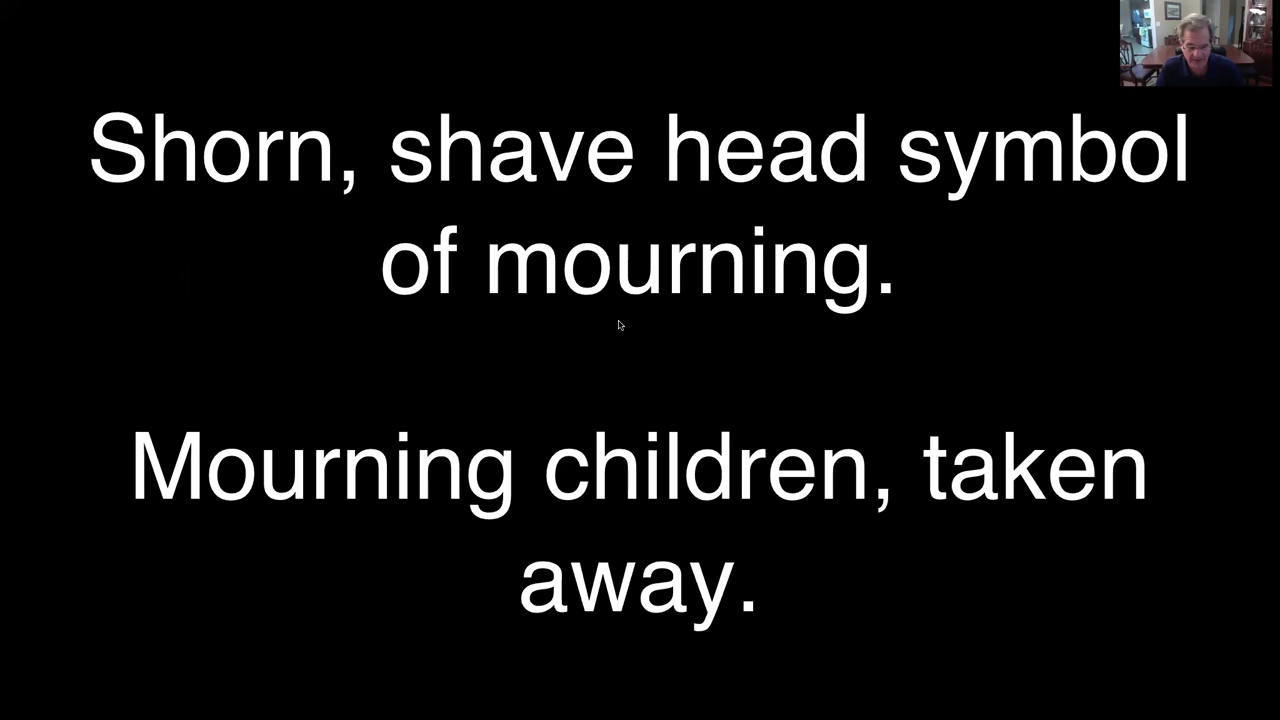 Shorn, shave head symbol
of mourning.
Mourning children, taken
away.